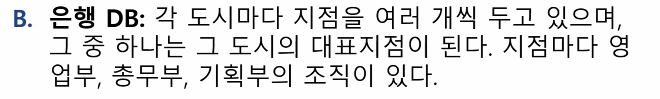 B. 은행 DB: 각 도시마다 지점을 여러 개씩 두고 있으며,
그 중 하나는 그 도시의 대표지점이 된다. 지점마다 영
업부, 총무부, 기획부의 조직이 있다.